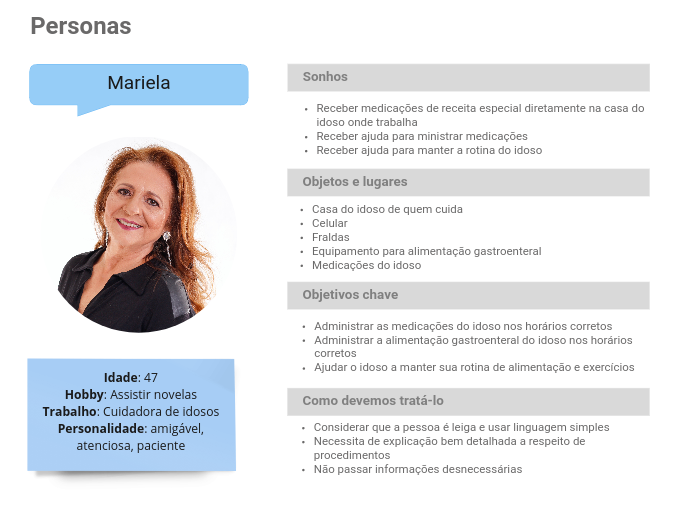 Personas
Mariela
Idade: 47
Hobby: Assistir novelas
Trabalho: Cuidadora de idosos
Personalidade: amigável,
atenciosa, paciente
Sonhos
• Receber medicações de receita especial diretamente na casa do
idoso onde trabalha
• Receber ajuda para ministrar medicações
• Receber ajuda para manter a rotina do idoso
Objetos e lugares
• Casa do idoso de quem cuida
• Celular
• Fraldas
• Equipamento para alimentação gastroenteral
• Medicações do idoso
Objetivos chave
• Administrar as medicações do idoso nos horários corretos
• Administrar a alimentação gastroenteral do idoso nos horários
corretos
• Ajudar o idoso a manter sua rotina de alimentação e exercícios
Como devemos tratá-lo
• Considerar que a pessoa é leiga e usar linguagem simples
• Necessita de explicação bem detalhada a respeito de
procedimentos
• Não passar informações desnecessárias